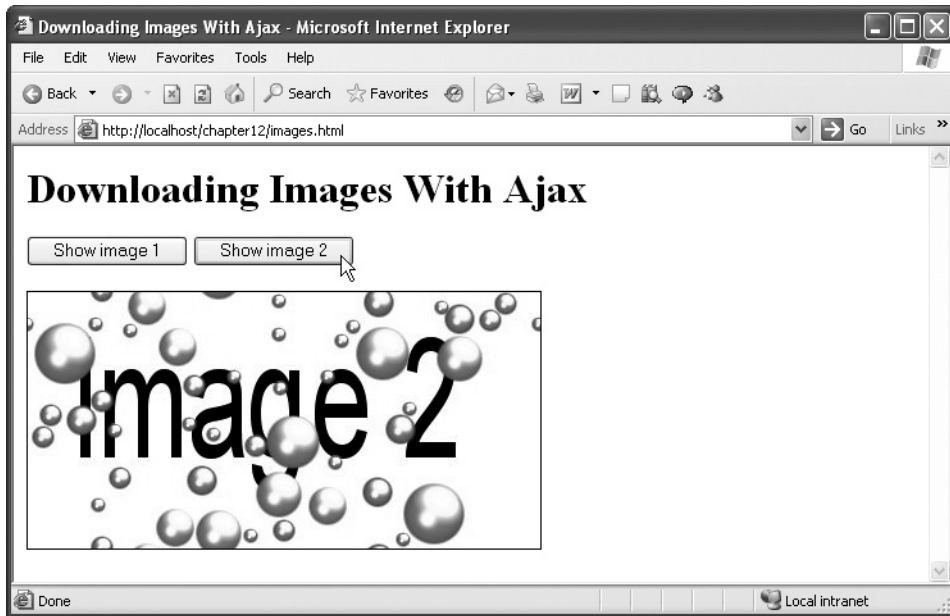 Downloading Images With Ajax - Microsoft Internet Explorer
File Edit View Favorites Tools Help
Back Search Favorites
Address http://localhost/chapter12/images.html Go Links »
Downloading Images With Ajax
Show image 1 Show image 2
Image 2
Done Local intranet